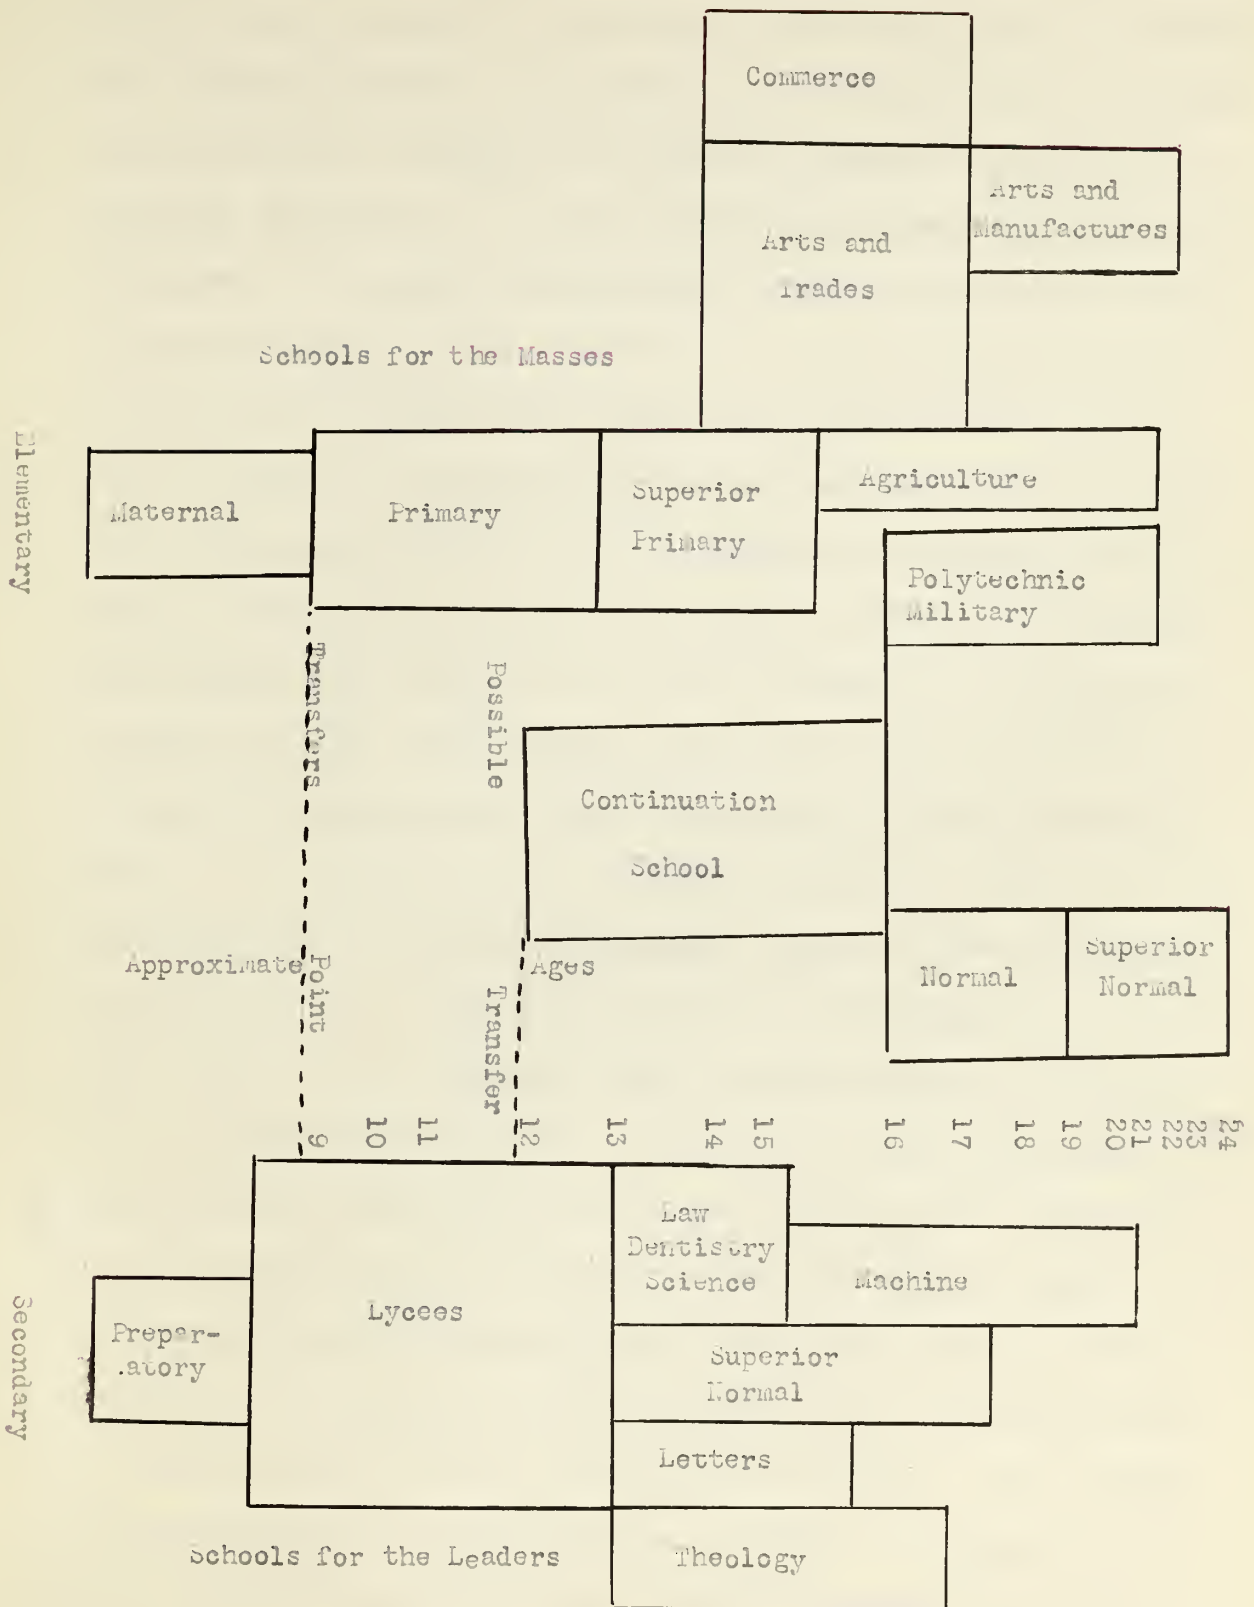 Commerce
Arts and
Manufactures
Arts and
Trades
Schools for the Masses
Elementary
Maternal
Primary
Superior
Primary
Agriculture
Polytechnic
Military
Transfers
Possible
Continuation
School
Approximate
Point
Ages
Transfer
Normal
Superior
Normal
9
10
11
12
13
14
15
16
17
18
19
20
21
22
23
24
Secondary
Prepar-
atory
Lycees
Law
Dentistry
Science
Machine
Superior
Normal
Letters
Schools for the Leaders
Theology